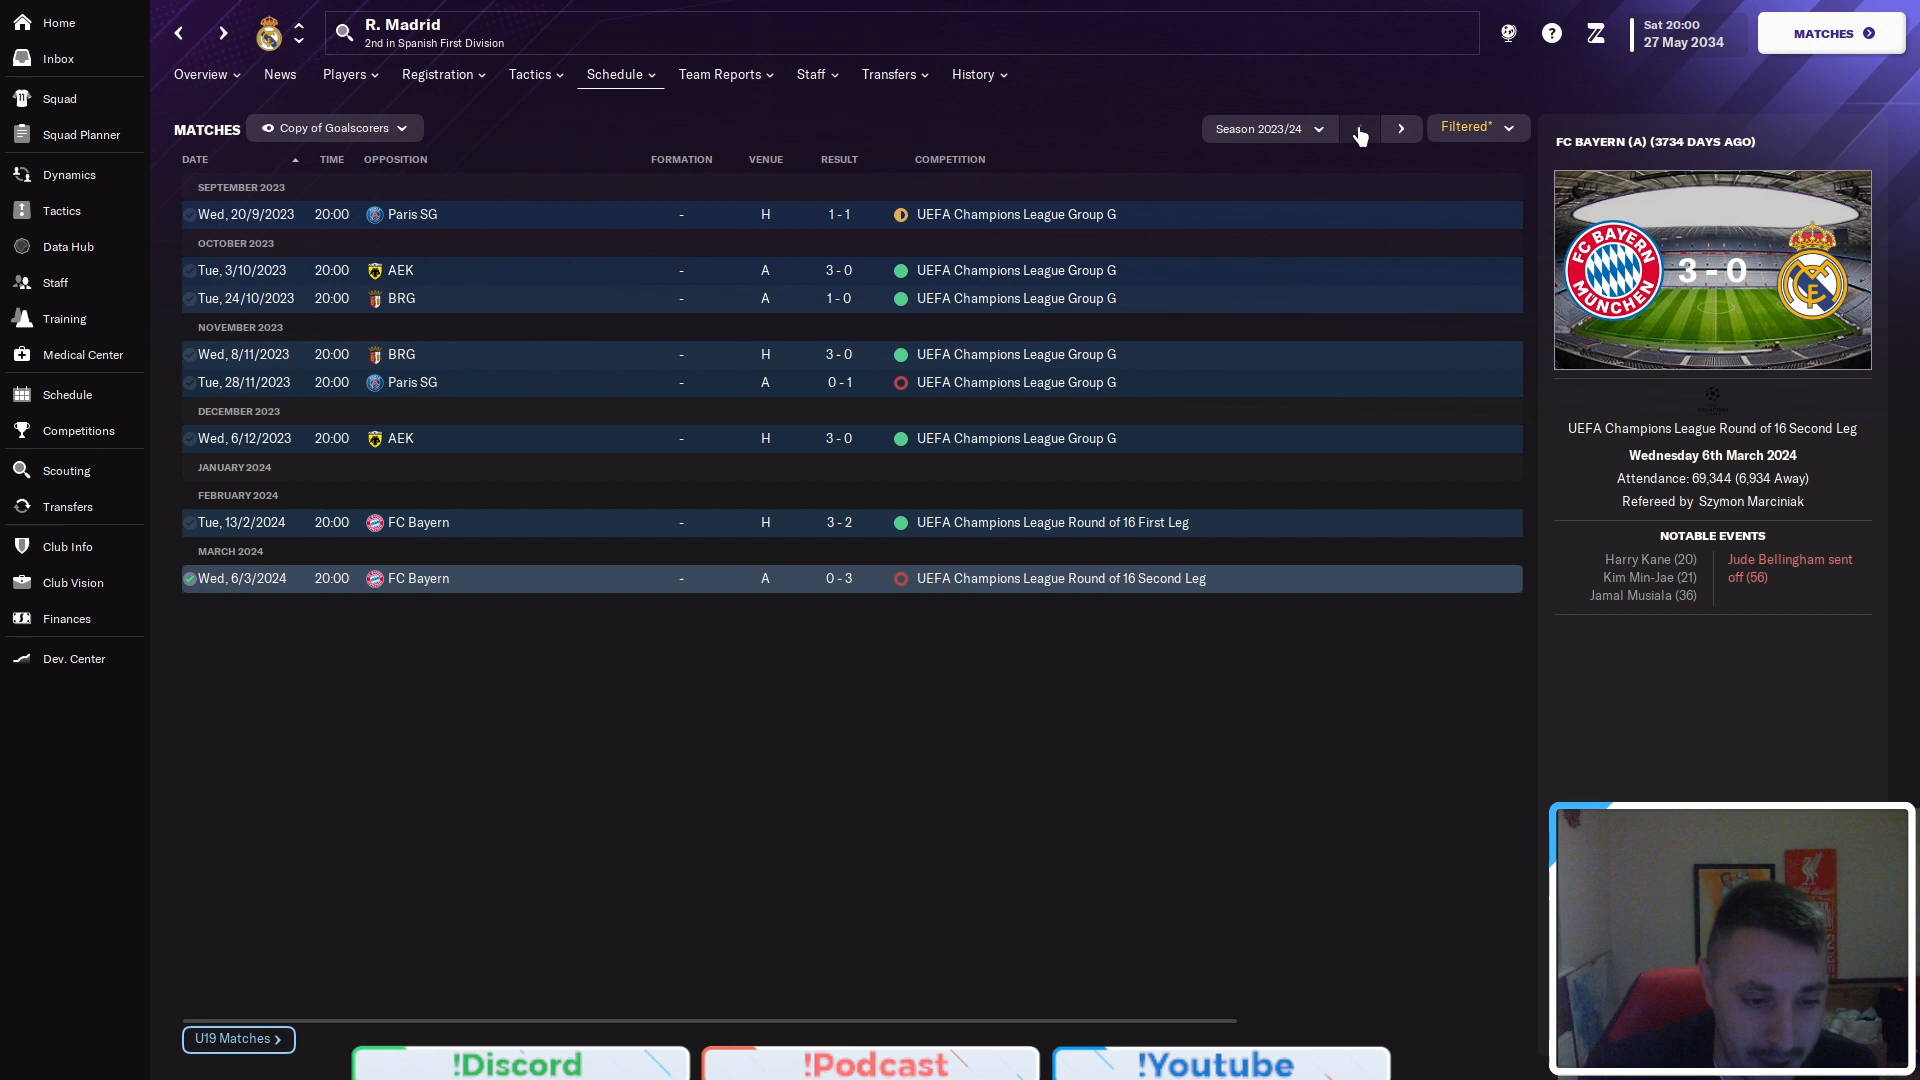 Home
Inbox
Squad
Squad Planner
Dynamics
Tactics
Data Hub
Staff
Training
Medical Center
Schedule
Competitions
Scouting
Transfers
Club Info
Club Vision
Finances
Dev. Center
R. Madrid
2nd in Spanish First Division
Sat 20:00
27 May 2034
MATCHES
Overview News Players Registration Tactics Schedule Team Reports Staff Transfers History
MATCHES Copy of Goalscorers Season 2023/24 Filtered*
DATE TIME OPPOSITION FORMATION VENUE RESULT COMPETITION
SEPTEMBER 2023
Wed, 20/9/2023 20:00 Paris SG - H 1 - 1 UEFA Champions League Group G
OCTOBER 2023
Tue, 3/10/2023 20:00 AEK - A 3 - 0 UEFA Champions League Group G
Tue, 24/10/2023 20:00 BRG - A 1 - 0 UEFA Champions League Group G
NOVEMBER 2023
Wed, 8/11/2023 20:00 BRG - H 3 - 0 UEFA Champions League Group G
Tue, 28/11/2023 20:00 Paris SG - A 0 - 1 UEFA Champions League Group G
DECEMBER 2023
Wed, 6/12/2023 20:00 AEK - H 3 - 0 UEFA Champions League Group G
JANUARY 2024
FEBRUARY 2024
Tue, 13/2/2024 20:00 FC Bayern - H 3 - 2 UEFA Champions League Round of 16 First Leg
MARCH 2024
Wed, 6/3/2024 20:00 FC Bayern - A 0 - 3 UEFA Champions League Round of 16 Second Leg
U19 Matches
FC BAYERN (A) (3734 DAYS AGO)
FC BAYERN
MÜNCHEN
3 - 0
UEFA Champions League Round of 16 Second Leg
Wednesday 6th March 2024
Attendance: 69,344 (6,934 Away)
Refereed by Szymon Marciniak
NOTABLE EVENTS
Harry Kane (20)
Kim Min-Jae (21)
Jamal Musiala (36)
Jude Bellingham sent
off (56)
!Discord !Podcast !Youtube